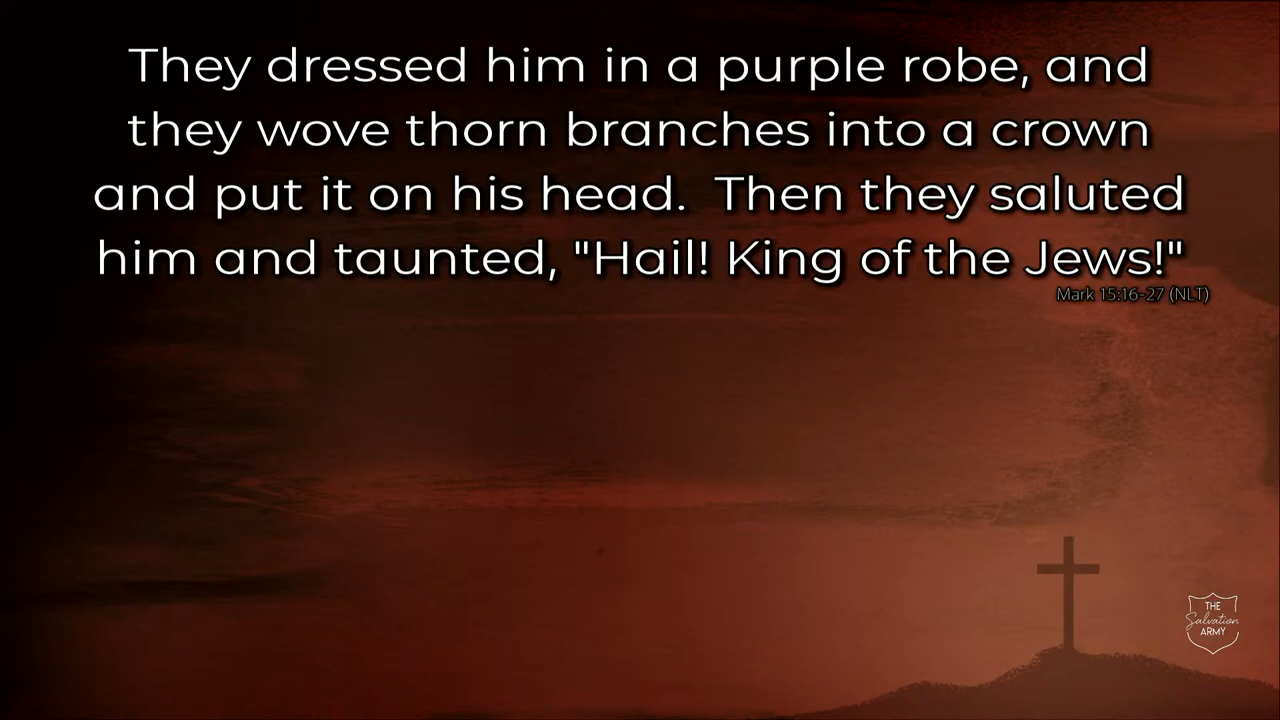 They dressed him in a purple robe, and
they wove thorn branches into a crown
and put it on his head.  Then they saluted
him and taunted, "Hail! King of the Jews!"
Mark 15:16-27 (NLT)
THE
Salvation
ARMY